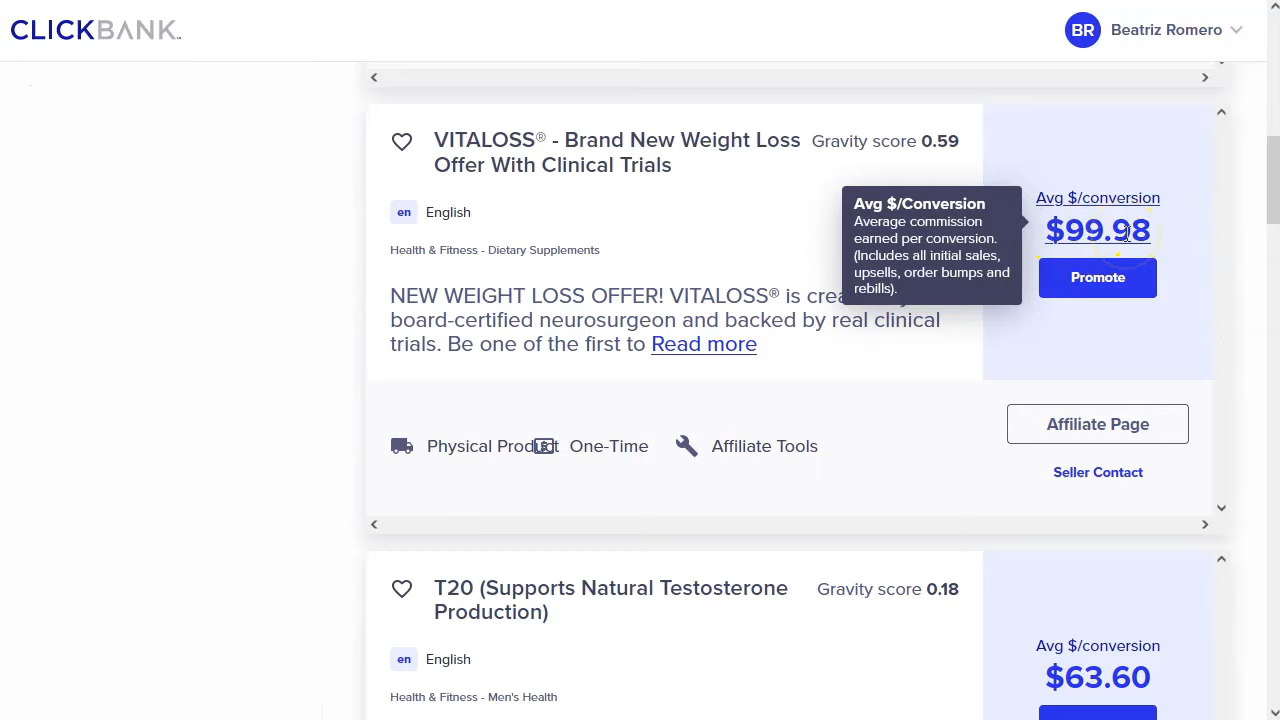 CLICKBANK
BR Beatriz Romero
VITALOSS® - Brand New Weight Loss
Offer With Clinical Trials
Gravity score 0.59
en English
Health & Fitness - Dietary Supplements
NEW WEIGHT LOSS OFFER! VITALOSS® is
board-certified neurosurgeon and backed by real clinical
trials. Be one of the first to Read more
Avg $/Conversion
Average commission
earned per conversion.
(Includes all initial sales,
upsells, order bumps and
rebills).
Avg $/conversion
$99.98
Promote
Physical Product One-Time Affiliate Tools
Affiliate Page
Seller Contact
T20 (Supports Natural Testosterone
Production)
Gravity score 0.18
en English
Health & Fitness - Men's Health
Avg $/conversion
$63.60